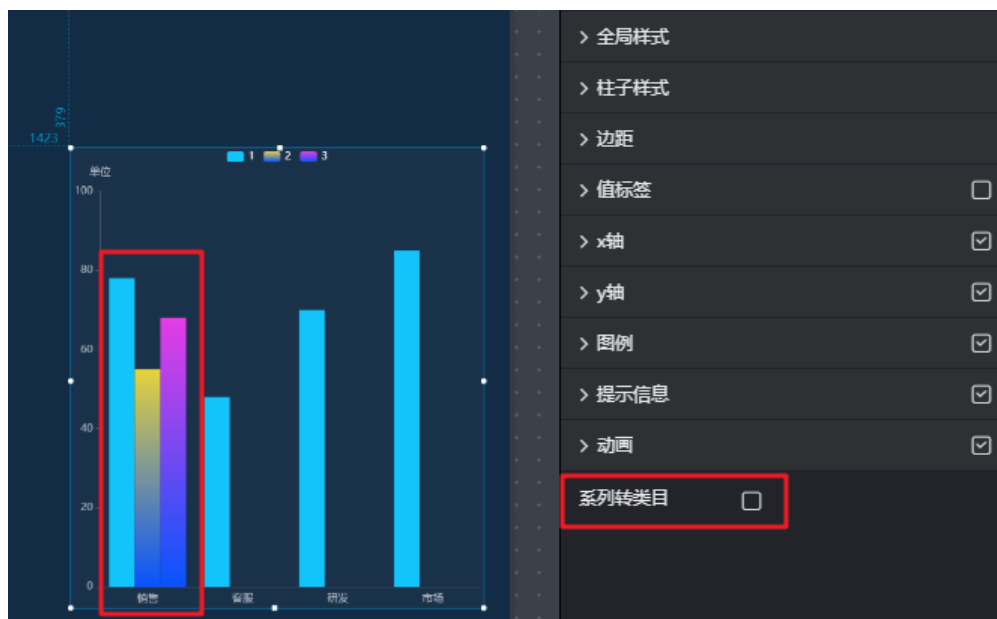 379
1423
1 2 3
单位
100
80
60
40
20
0
销售 客服 研发 市场
全局样式
柱子样式
边距
值标签
x轴
y轴
图例
提示信息
动画
系列转类目